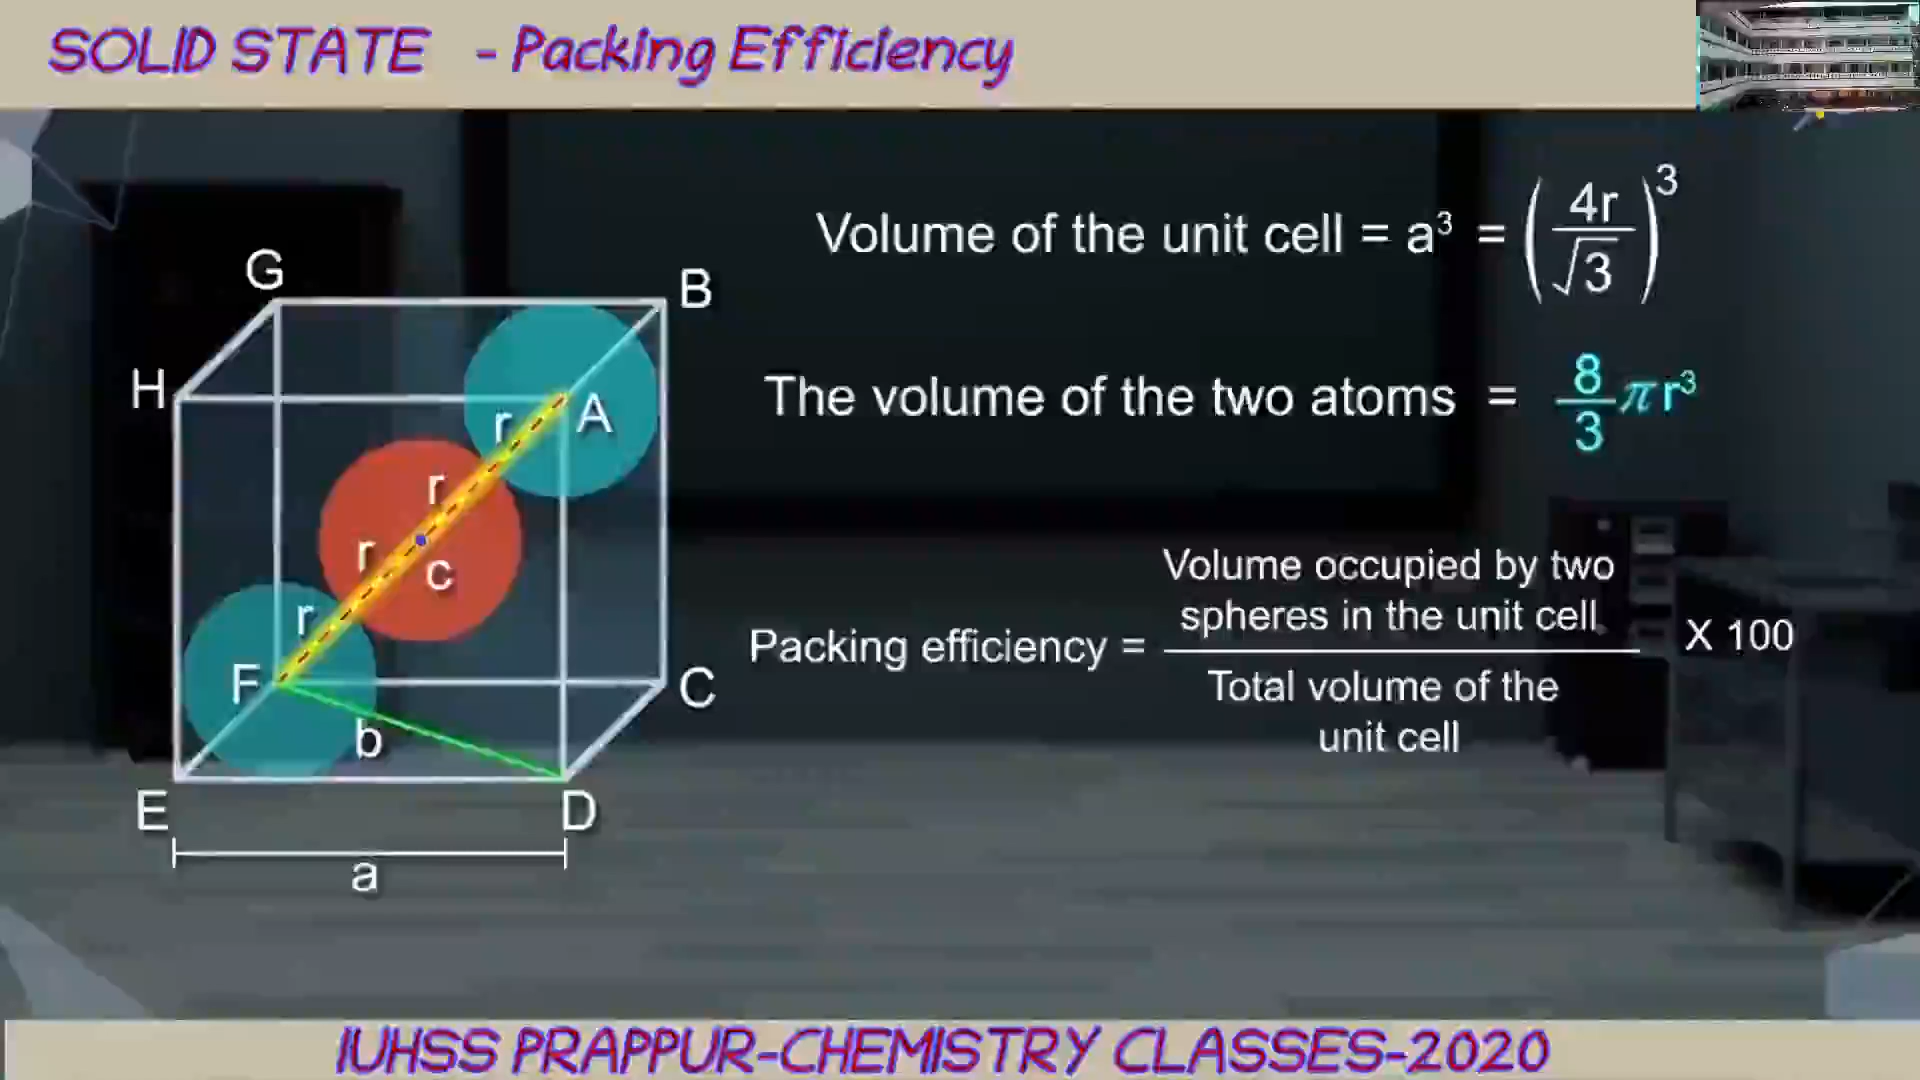 SOLID STATE - Packing Efficiency
Volume of the unit cell = a³ = (4r/√3)³
The volume of the two atoms = 8/3 π r³
Packing efficiency = Volume occupied by two spheres in the unit cell / Total volume of the unit cell X 100
G
B
H
A
r
r
r
c
r
F
C
b
E
D
a
IUHSS PRAPPUR-CHEMISTRY CLASSES-2020